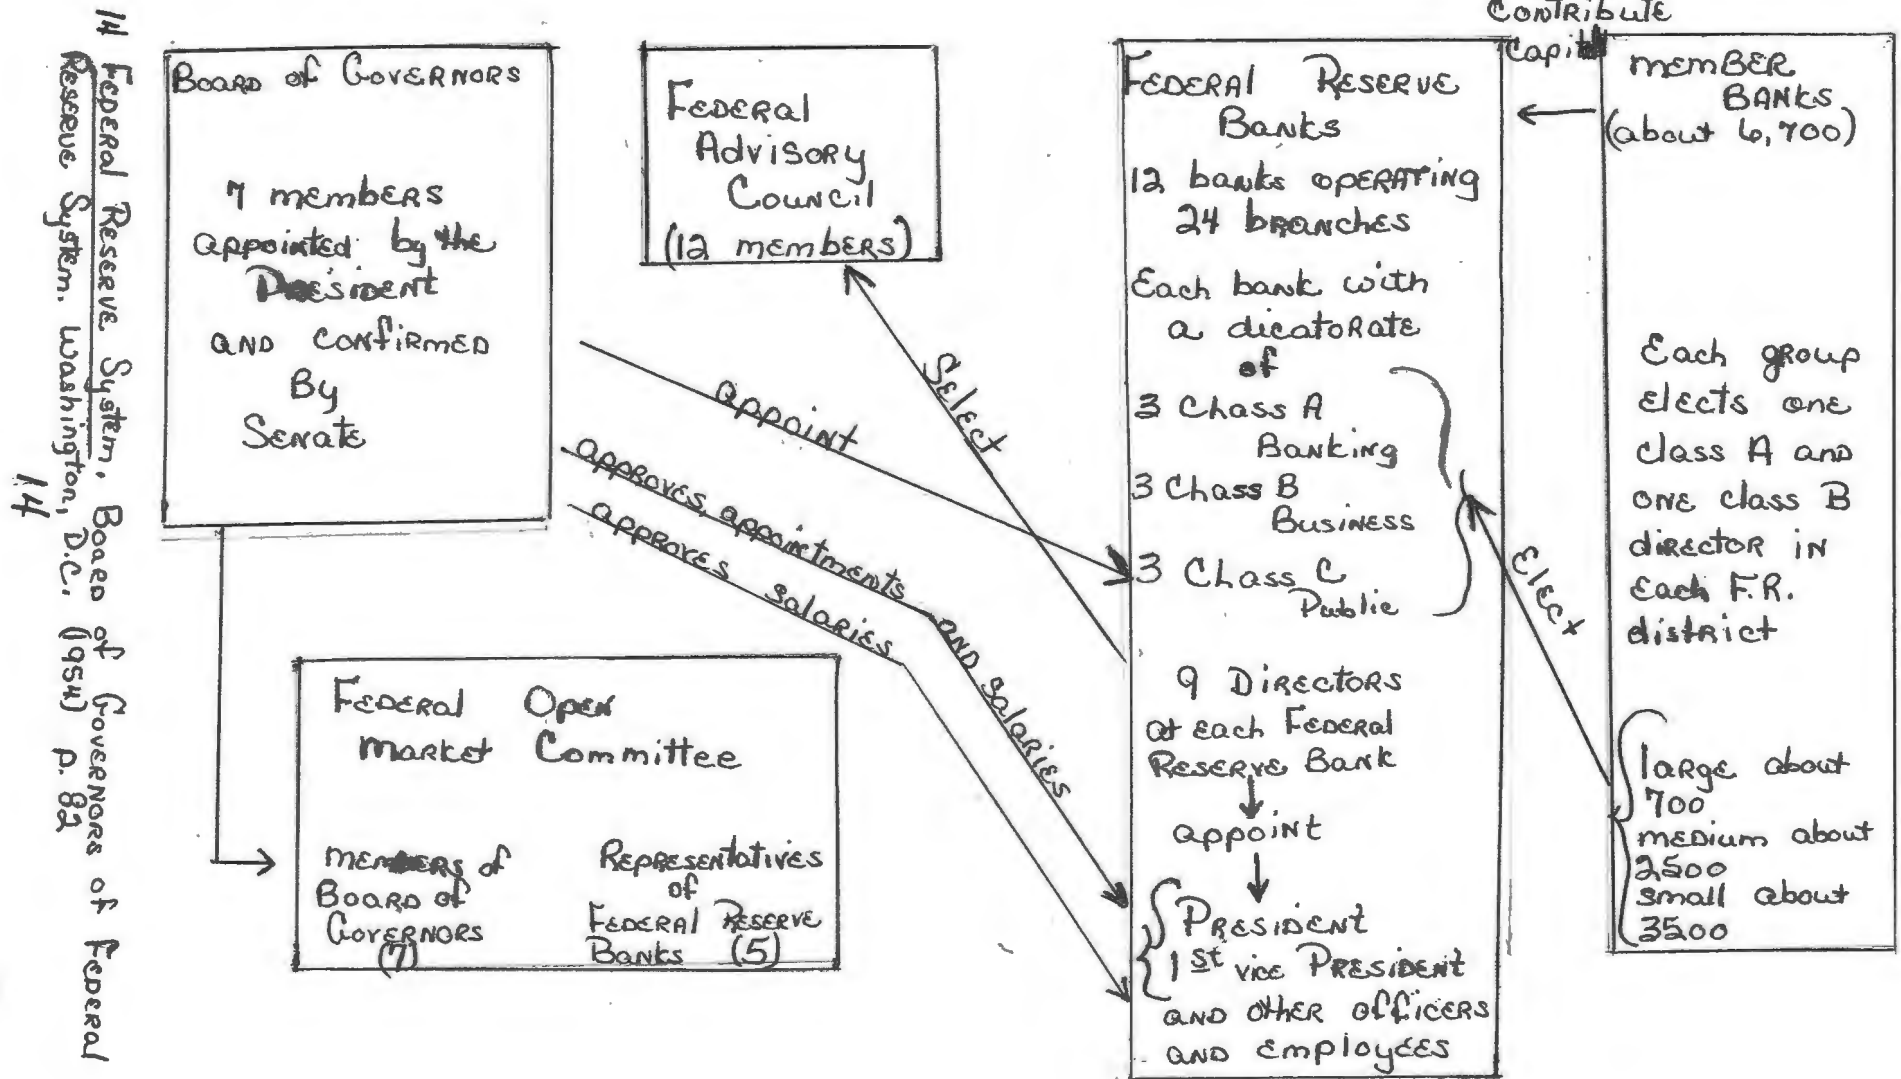 Board of Governors
7 members
appointed by the
President
and confirmed
By
Senate
Federal
Advisory
Council
(12 members)
Contribute
Capital
Federal Reserve
Banks
12 banks operating
24 branches
Each bank with
a dicatorate
of
3 Chass A
Banking
3 Chass B
Business
3 Chass C
Public
9 Directors
at each Federal
Reserve Bank
appoint
President
1st vice President
and other officers
and employees
member
Banks
(about 6,700)
Each group
elects one
class A and
one class B
director in
each F.R.
district
large about
700
medium about
2500
small about
3500
appoint
Select
Elect
approves, appointments and salaries
approves salaries
Federal Open
Market Committee
members of
Board of
Governors
(7)
Representatives
of
Federal Reserve
Banks (5)
14 Federal Reserve System, Board of Governors of Federal
Reserve System. Washington, D.C. (1954) p. 82
14